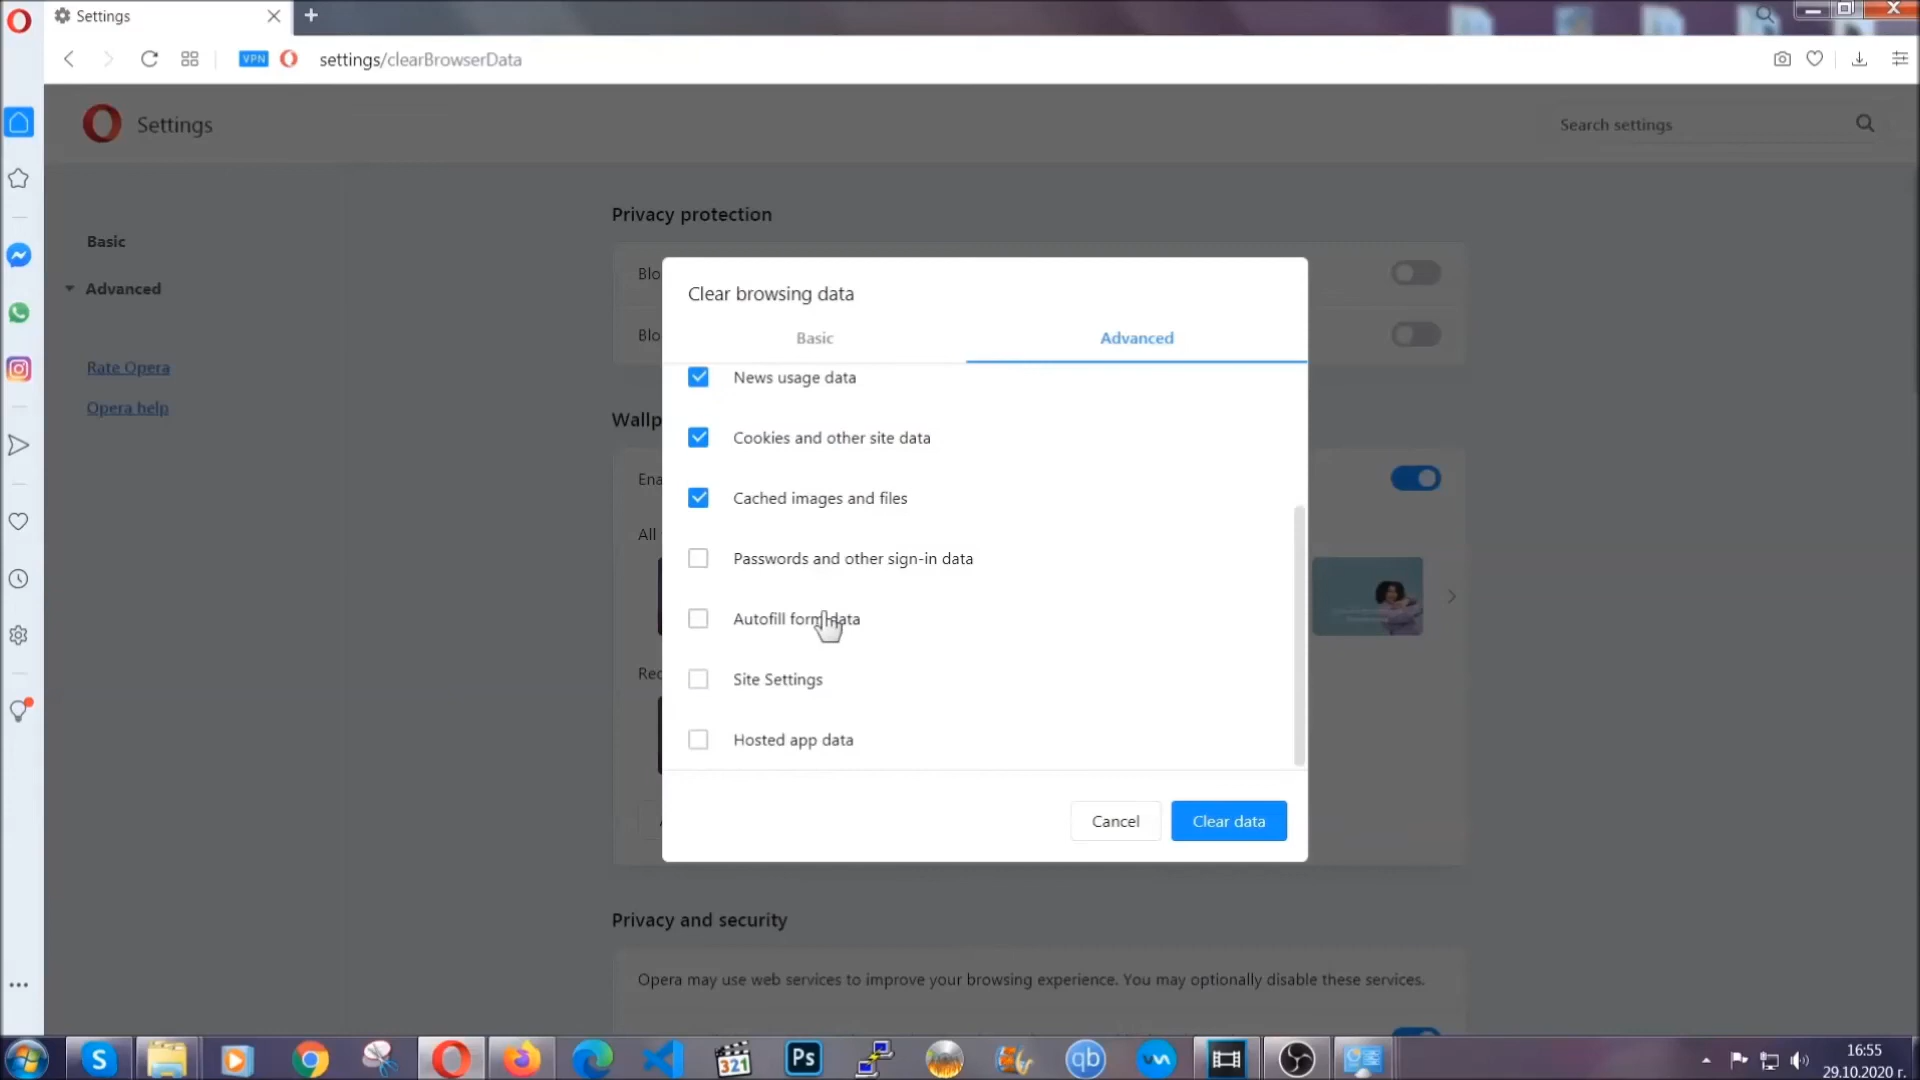 Settings
VPN
settings/clearBrowserData
Settings
Search settings
Basic
Advanced
Rate Opera
Opera help
Privacy protection
Blo
Blo
Wallp
Ena
All
Rec
Clear browsing data
Basic
Advanced
News usage data
Cookies and other site data
Cached images and files
Passwords and other sign-in data
Autofill form data
Site Settings
Hosted app data
Cancel
Clear data
Privacy and security
Opera may use web services to improve your browsing experience. You may optionally disable these services.
S
321
Ps
qb
16:55
29.10.2020 г.